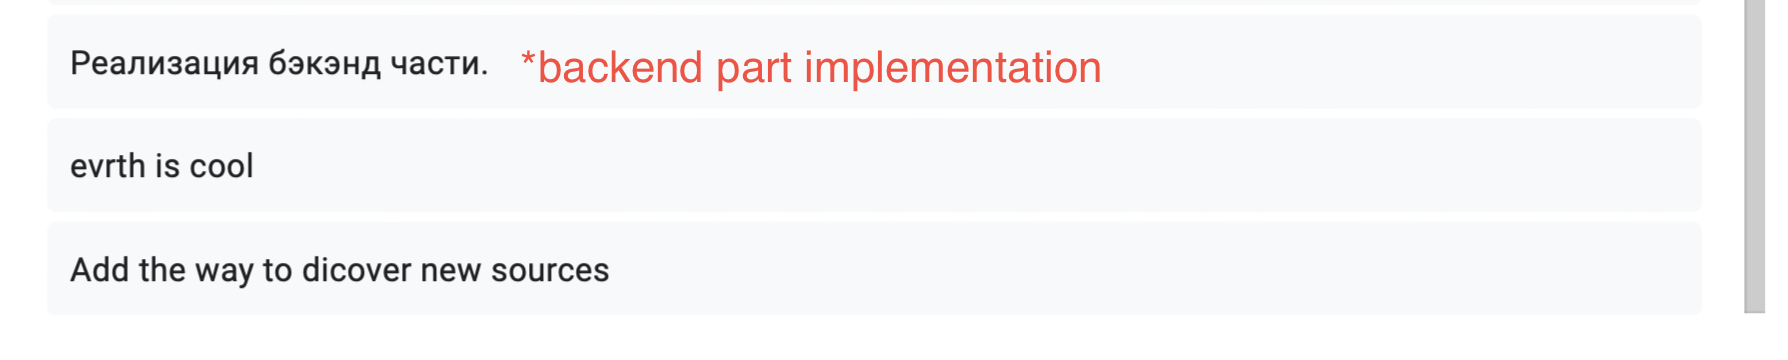 Реализация бэкэнд части. *backend part implementation
evrth is cool
Add the way to dicover new sources